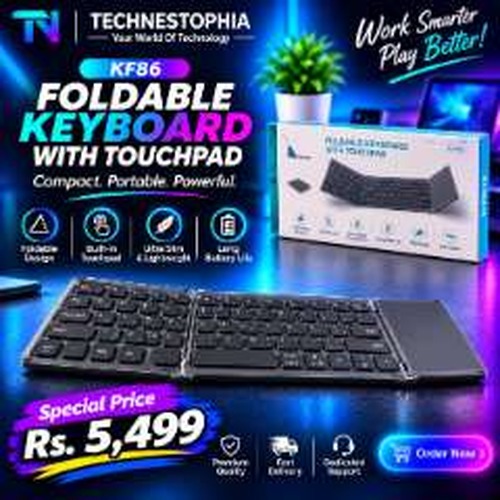 TN
TECHNESTOPHIA
Your World Of Technology
Work Smarter
Play Better!
KF86
FOLDABLE
KEYBOARD
WITH TOUCHPAD
Compact. Portable. Powerful.
Foldable Design
Built-in Touchpad
Ultra Slim & Lightweight
Long Battery Life
FOLDABLE KEYBOARD
WITH TOUCHPAD
Special Price
Rs. 5,499
Premium Quality
Fast Delivery
Dedicated Support
Order Now